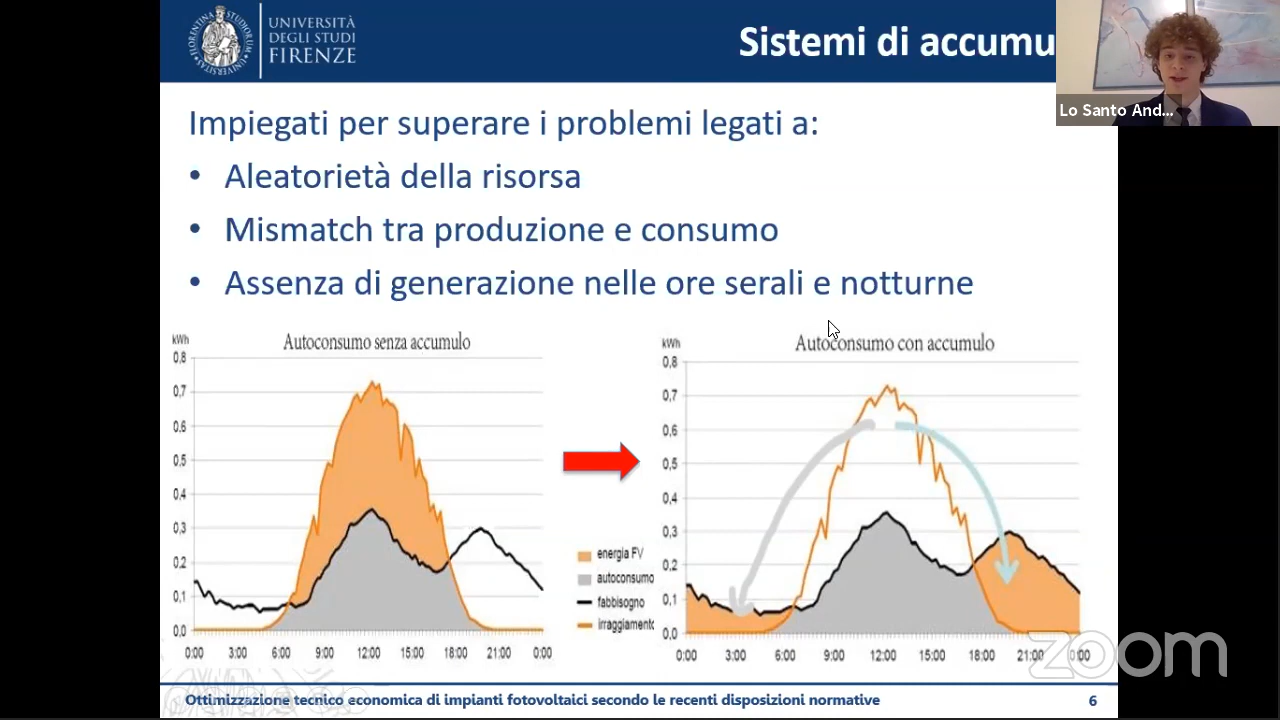 UNIVERSITÀ
DEGLI STUDI
FIRENZE
Sistemi di accumu
Lo Santo And...
Impiegati per superare i problemi legati a:
• Aleatorietà della risorsa
• Mismatch tra produzione e consumo
• Assenza di generazione nelle ore serali e notturne
kWh
Autoconsumo senza accumulo
0,8
0,7
0,6
0,5
0,4
0,3
0,2
0,1
0,0
0:00 3:00 6:00 9:00 12:00 15:00 18:00 21:00 0:00
energia FV
autoconsumo
fabbisogno
irraggiamento
kWh
Autoconsumo con accumulo
0,8
0,7
0,6
0,5
0,4
0,3
0,2
0,1
0,0
0:00 3:00 6:00 9:00 12:00 15:00 18:00 21:00 0:00
zoom
Ottimizzazione tecnico economica di impianti fotovoltaici secondo le recenti disposizioni normative
6